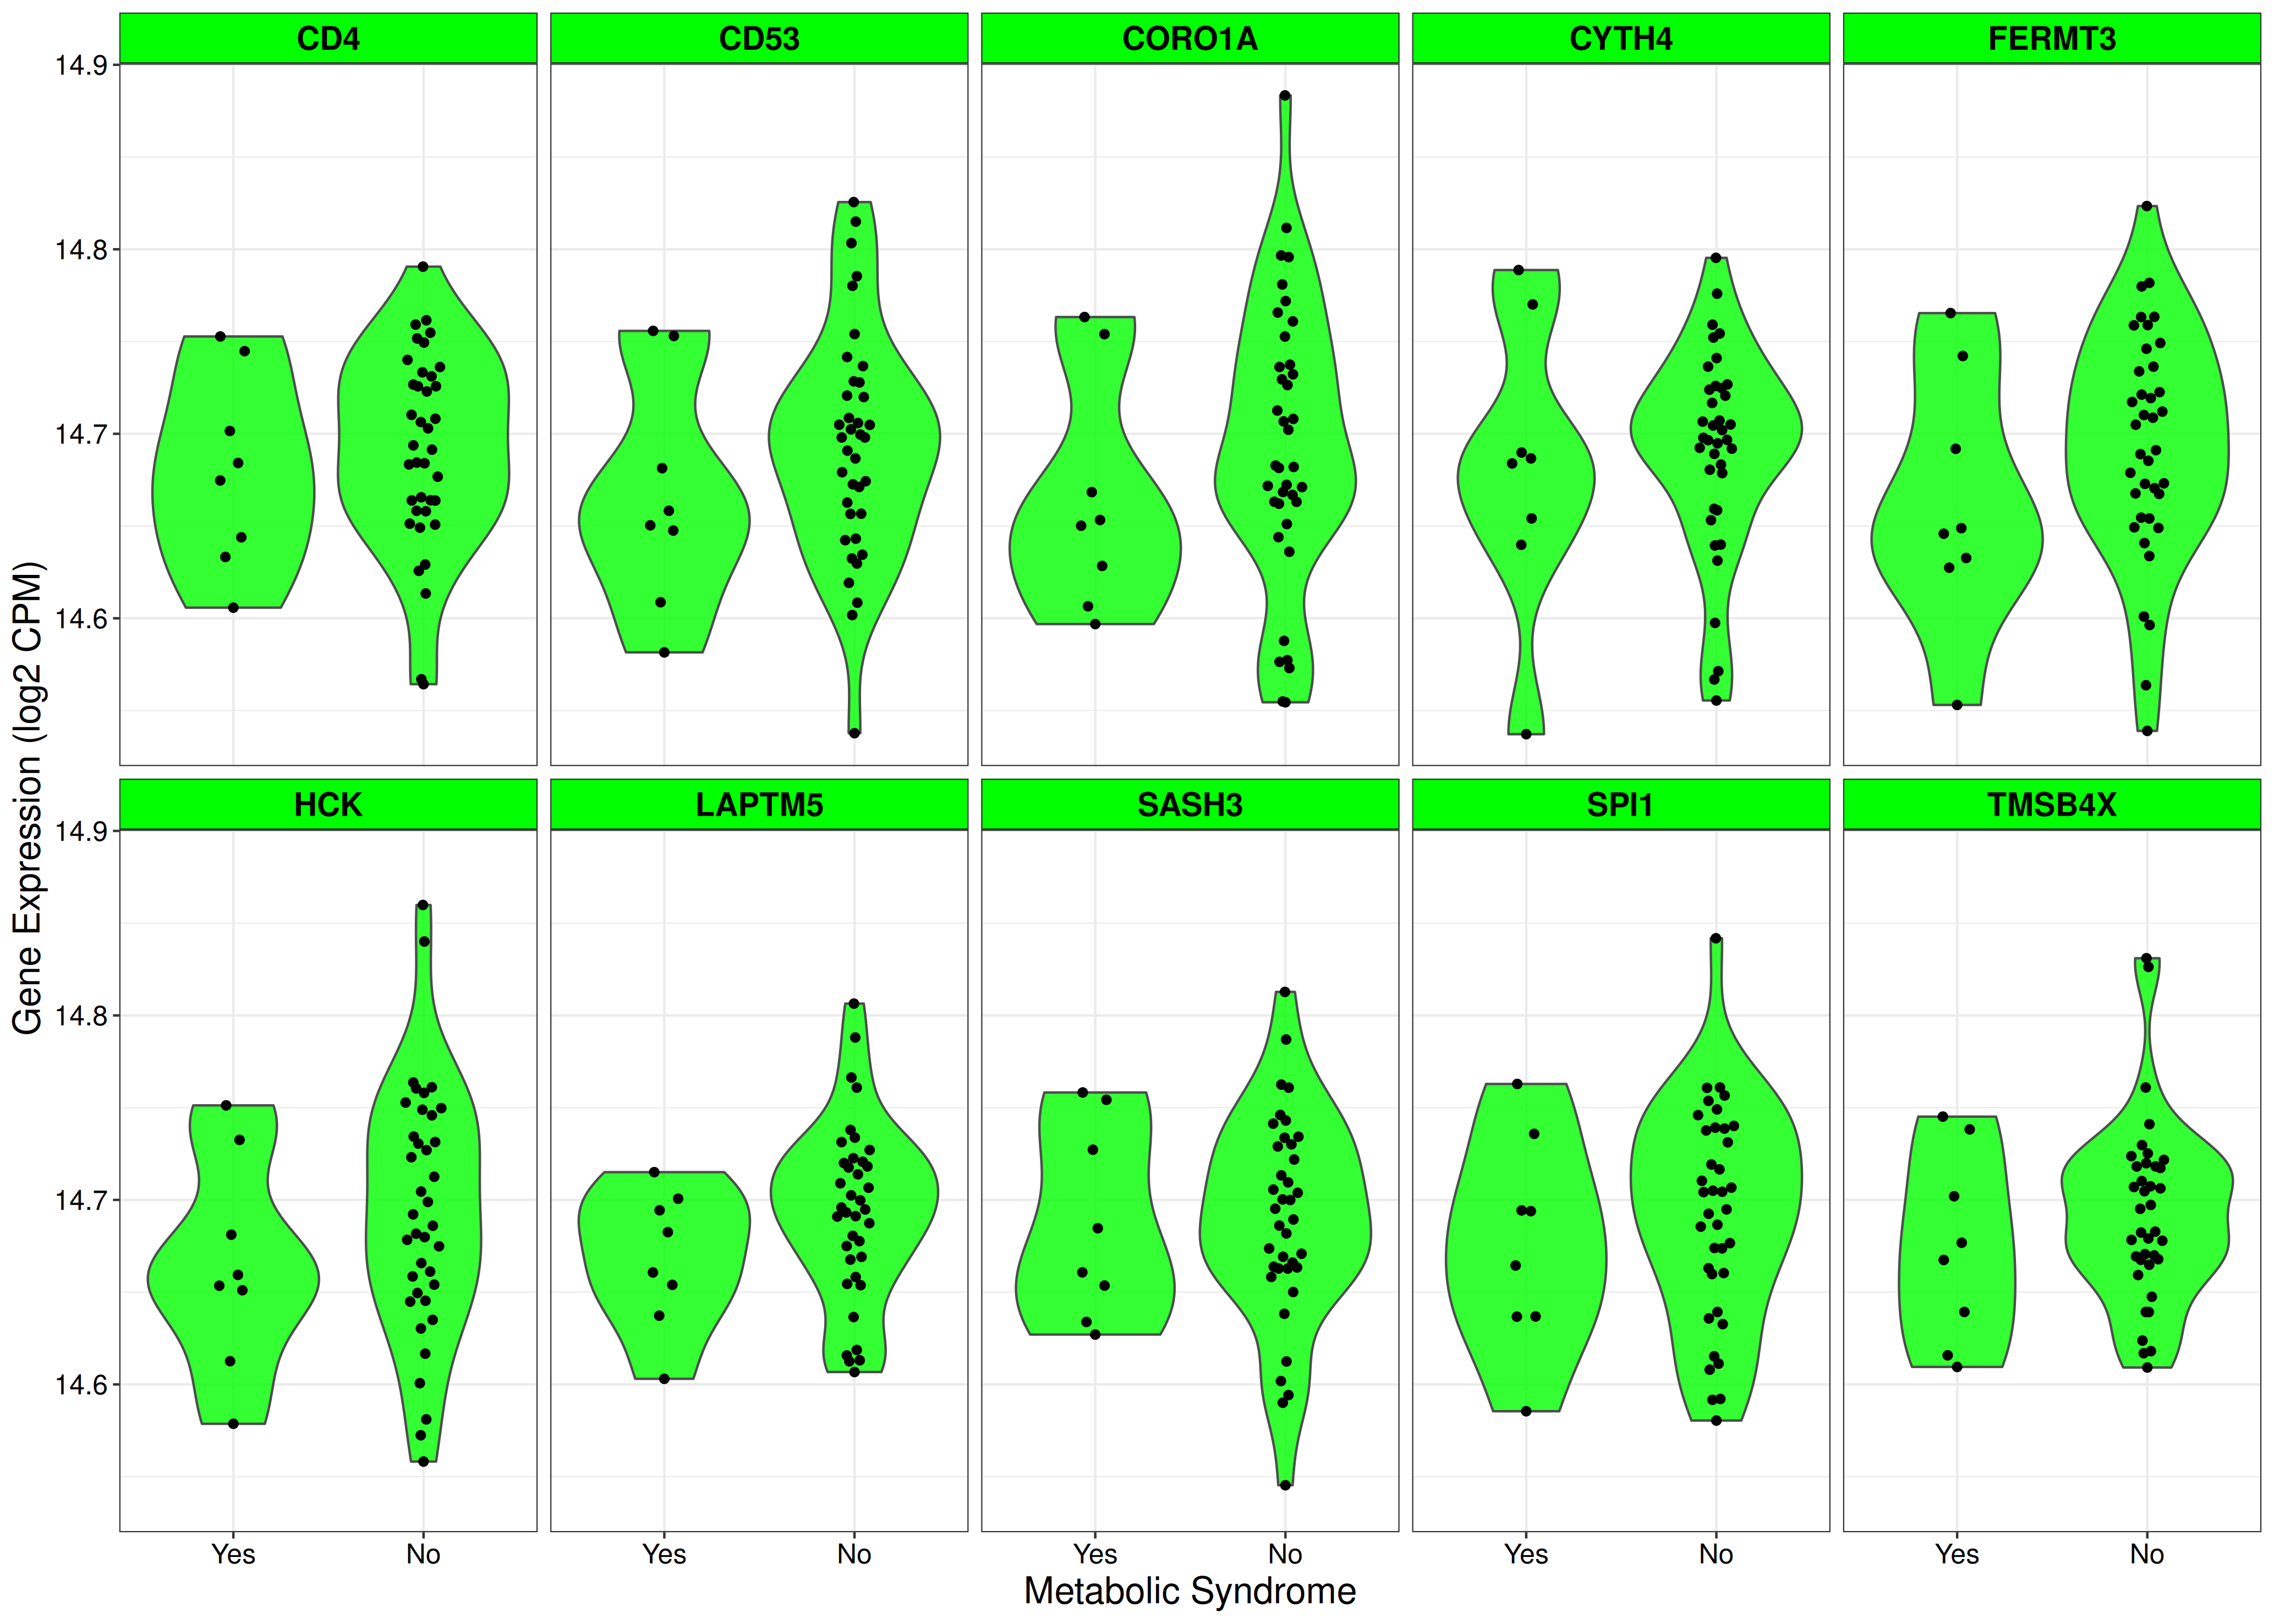 CD4 CD53 CORO1A CYTH4 FERMT3
14.9
14.8
14.7
14.6
Gene Expression (log2 CPM)
HCK LAPTM5 SASH3 SPI1 TMSB4X
14.9
14.8
14.7
14.6
Yes No Yes No Yes No Yes No Yes No
Metabolic Syndrome